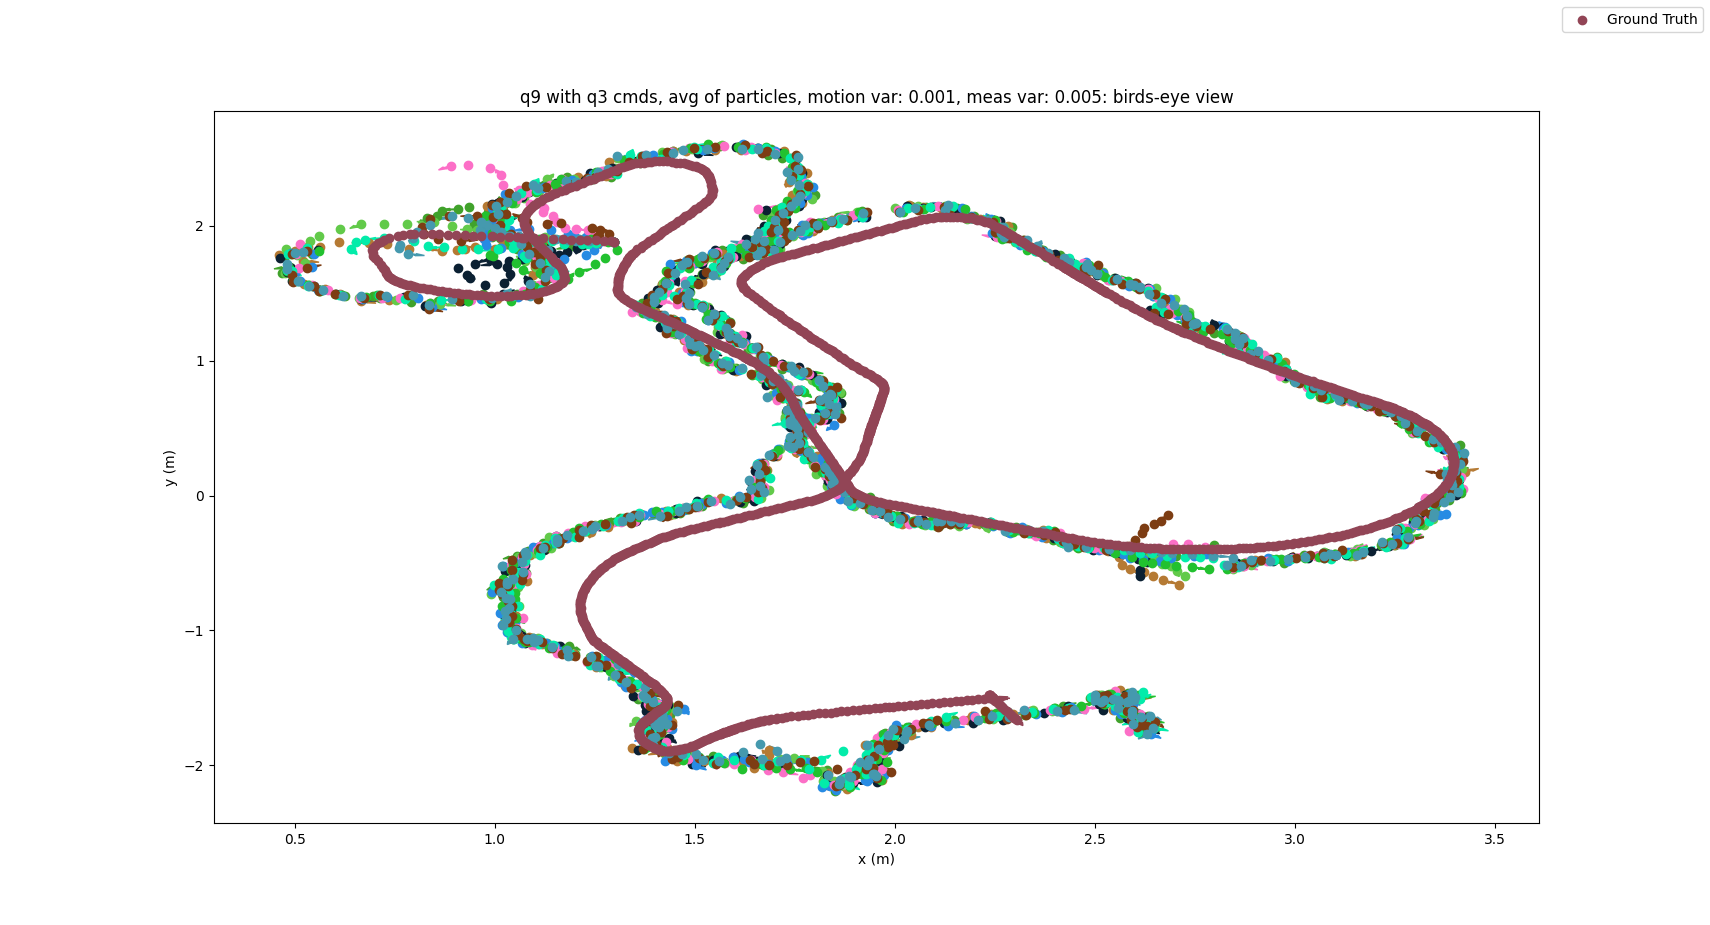 Ground Truth
q9 with q3 cmds, avg of particles, motion var: 0.001, meas var: 0.005: birds-eye view
y (m)
2
1
0
−1
−2
0.5 1.0 1.5 2.0 2.5 3.0 3.5
x (m)